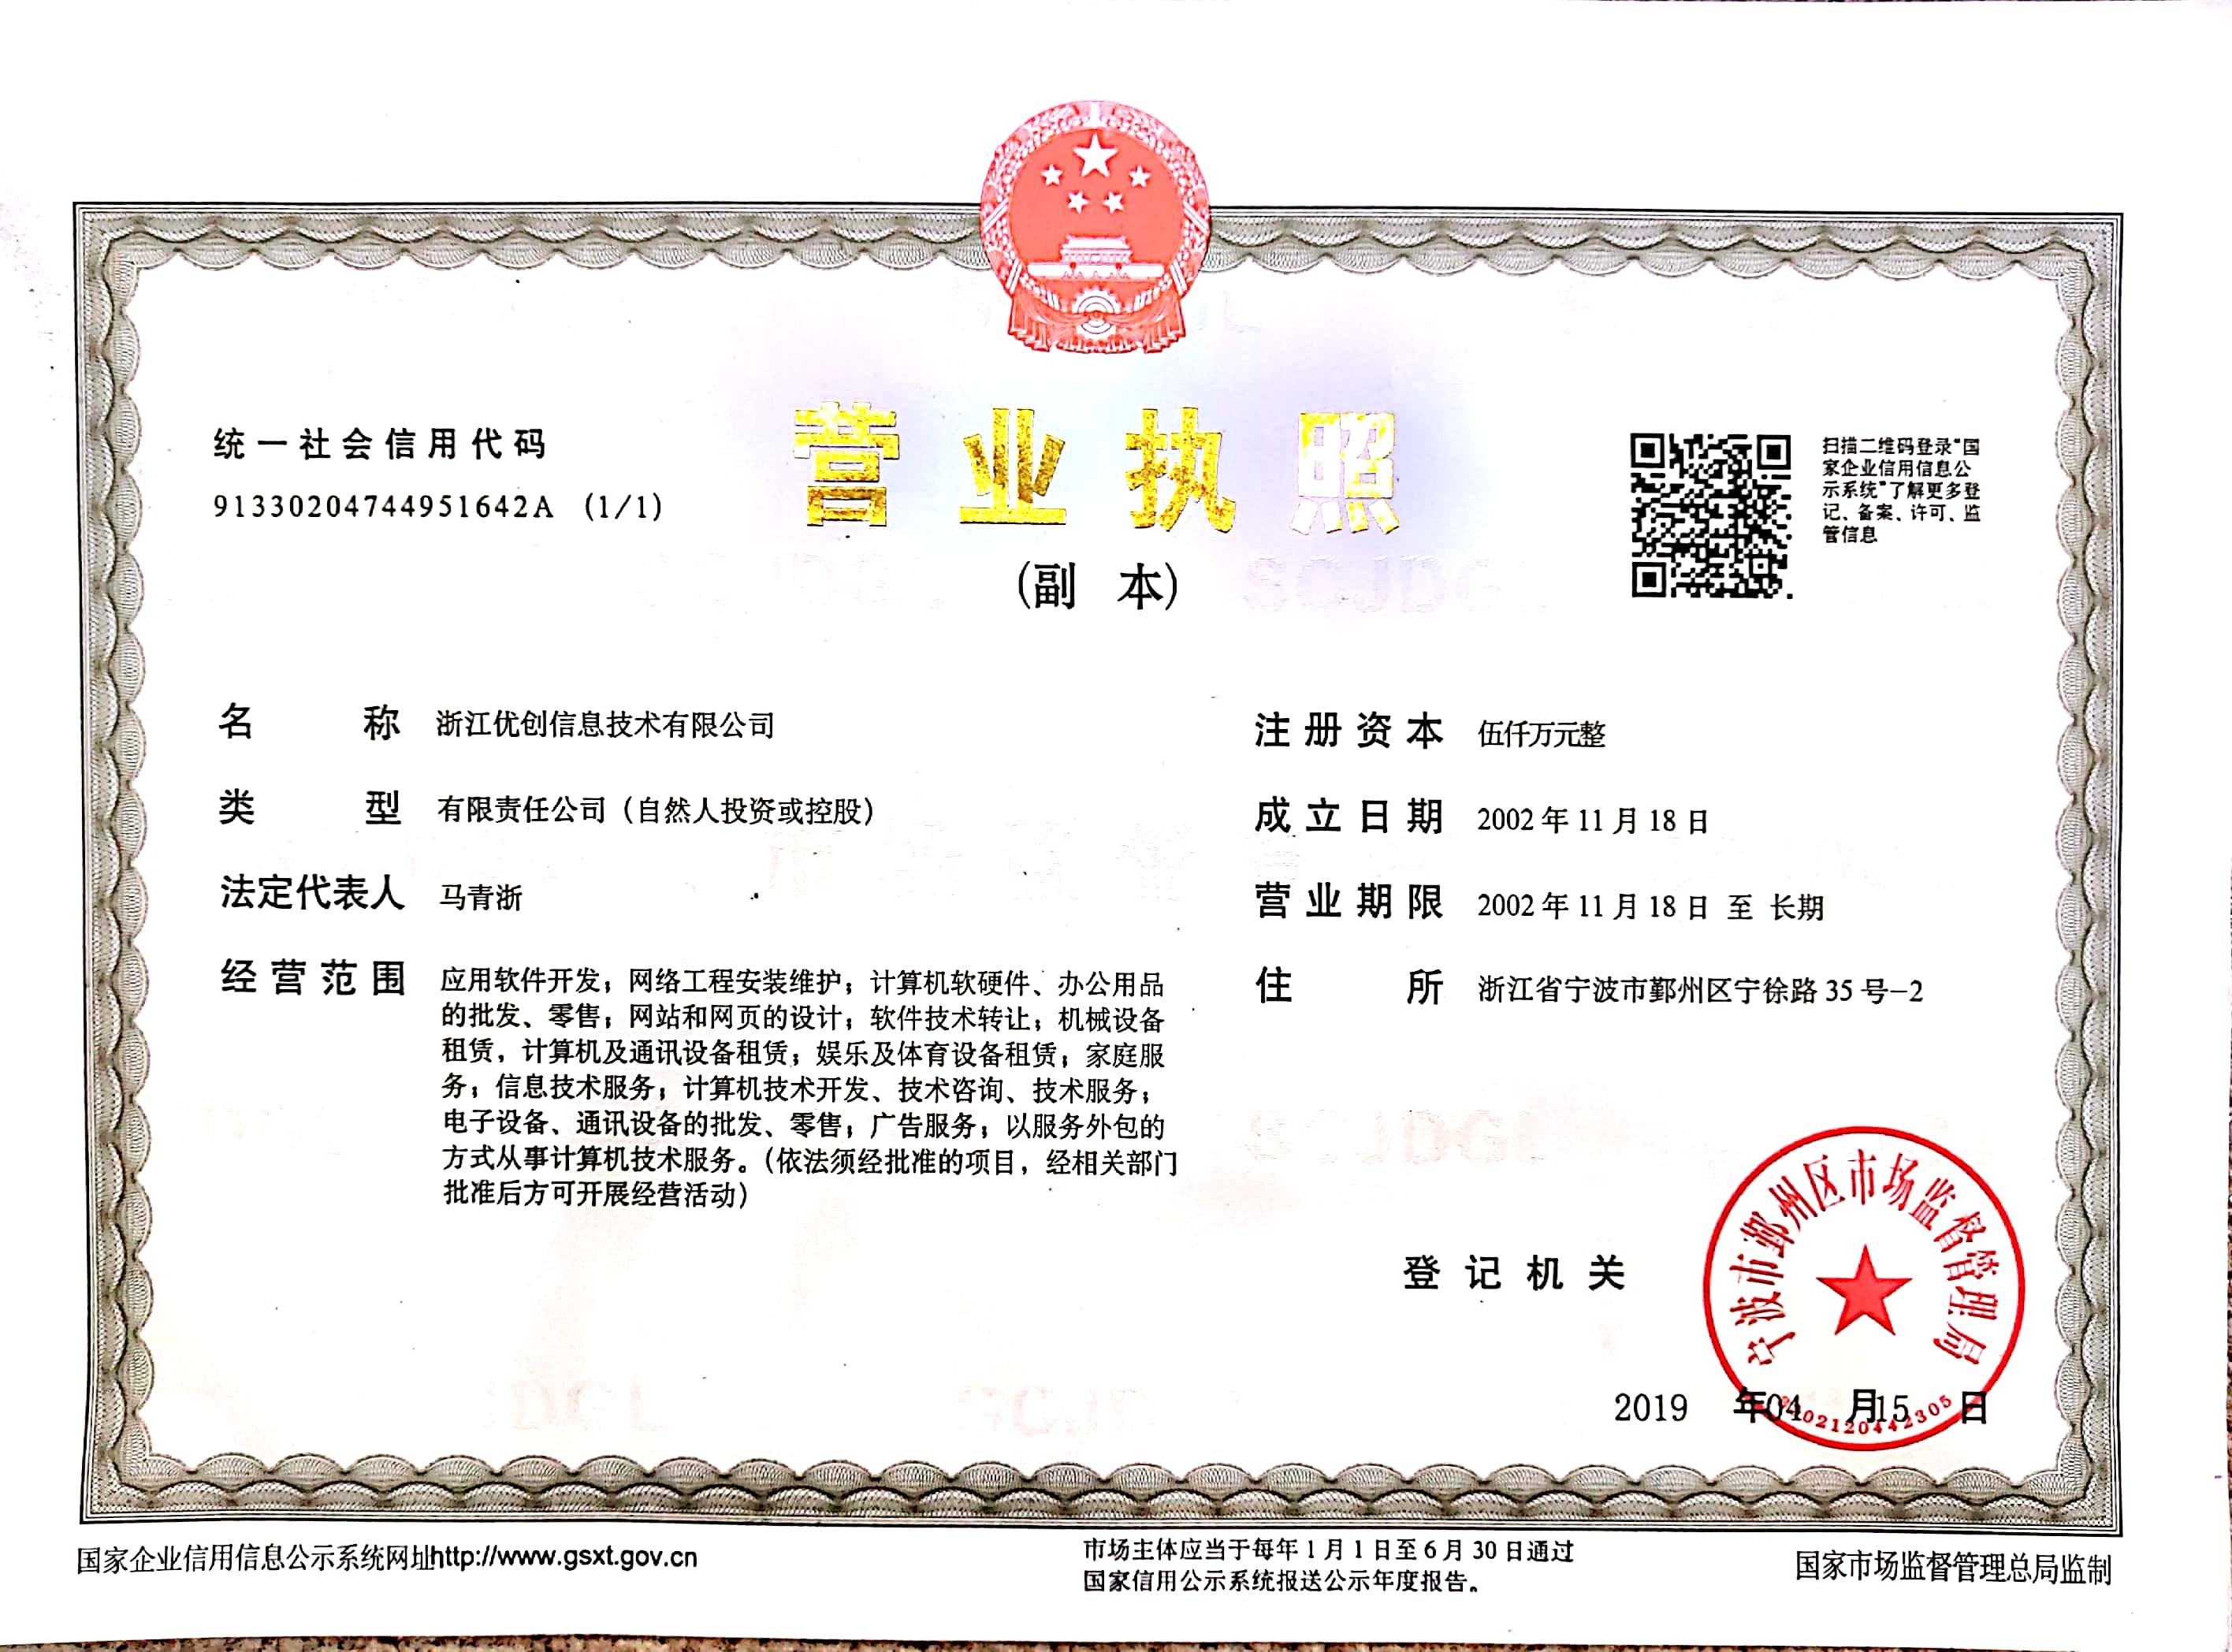 营业执照
(副 本)
统一社会信用代码
91330204744951642A (1/1)
扫描二维码登录"国
家企业信用信息公
示系统"了解更多登
记、备案、许可、监
管信息
名 称 浙江优创信息技术有限公司
类 型 有限责任公司（自然人投资或控股）
法定代表人 马青浙
经营范围 应用软件开发；网络工程安装维护；计算机软硬件、办公用品
的批发、零售；网站和网页的设计；软件技术转让；机械设备
租赁，计算机及通讯设备租赁；娱乐及体育设备租赁；家庭服
务；信息技术服务；计算机技术开发、技术咨询、技术服务；
电子设备、通讯设备的批发、零售；广告服务；以服务外包的
方式从事计算机技术服务。（依法须经批准的项目，经相关部门
批准后方可开展经营活动）
注册资本 伍仟万元整
成立日期 2002年11月18日
营业期限 2002年11月18日 至 长期
住 所 浙江省宁波市鄞州区宁徐路35号-2
登记机关
宁波市鄞州区市场监督管理局
2019 年04 月15 日
国家企业信用信息公示系统网址http://www.gsxt.gov.cn
市场主体应当于每年1月1日至6月30日通过
国家信用公示系统报送公示年度报告。
国家市场监督管理总局监制